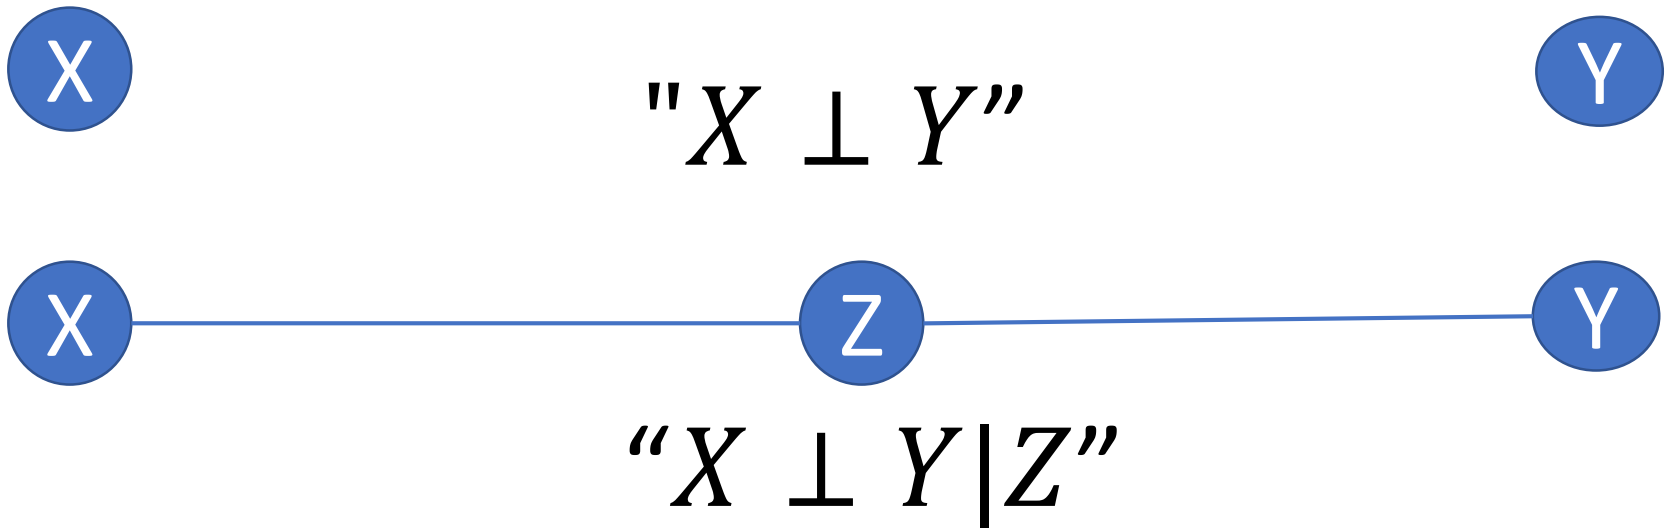 X Y
"X ⊥ Y”
X Z Y
“X ⊥ Y|Z”